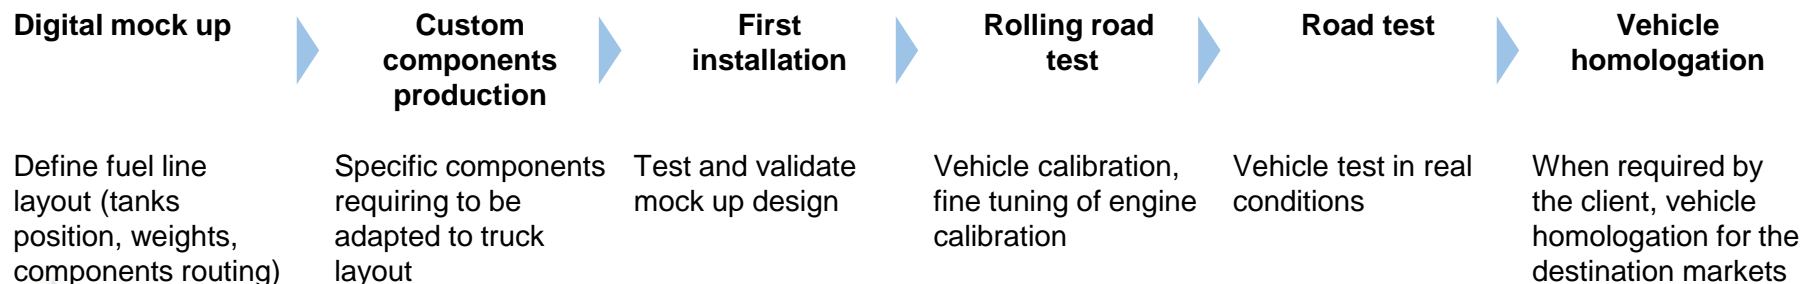 Digital mock up
Custom
components
production
First
installation
Rolling road
test
Road test
Vehicle
homologation
Define fuel line
layout (tanks
position, weights,
components routing)
Specific components
requiring to be
adapted to truck
layout
Test and validate
mock up design
Vehicle calibration,
fine tuning of engine
calibration
Vehicle test in real
conditions
When required by
the client, vehicle
homologation for the
destination markets